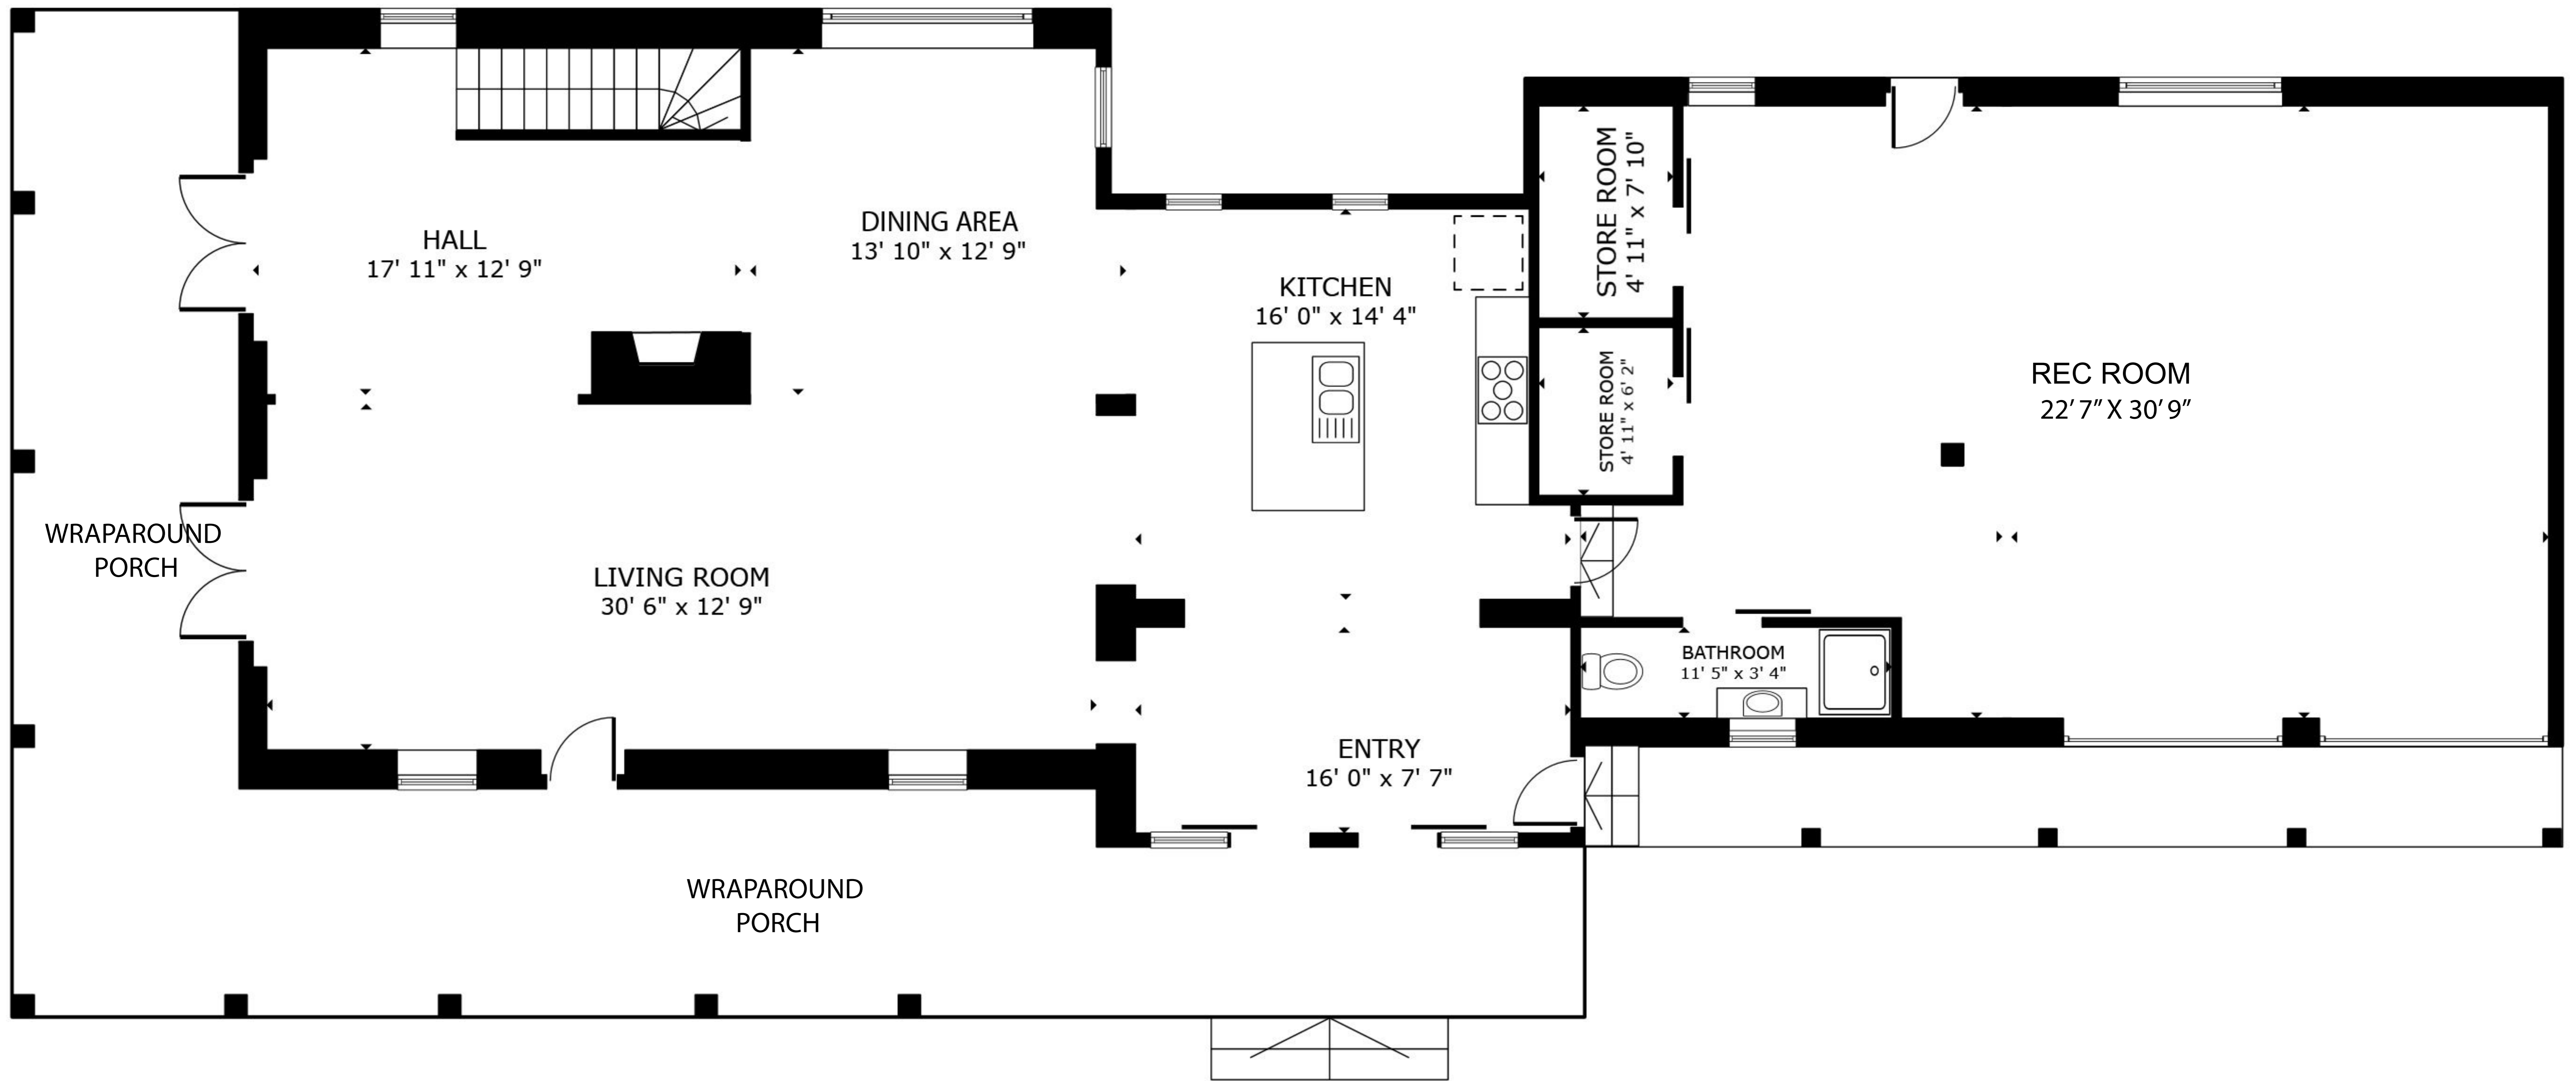 HALL
17' 11" x 12' 9"
DINING AREA
13' 10" x 12' 9"
KITCHEN
16' 0" x 14' 4"
STORE ROOM
4' 11" x 7' 10"
STORE ROOM
4' 11" x 6' 2"
REC ROOM
22’ 7” X 30’ 9”
WRAPAROUND
PORCH
LIVING ROOM
30' 6" x 12' 9"
BATHROOM
11' 5" x 3' 4"
ENTRY
16' 0" x 7' 7"
WRAPAROUND
PORCH